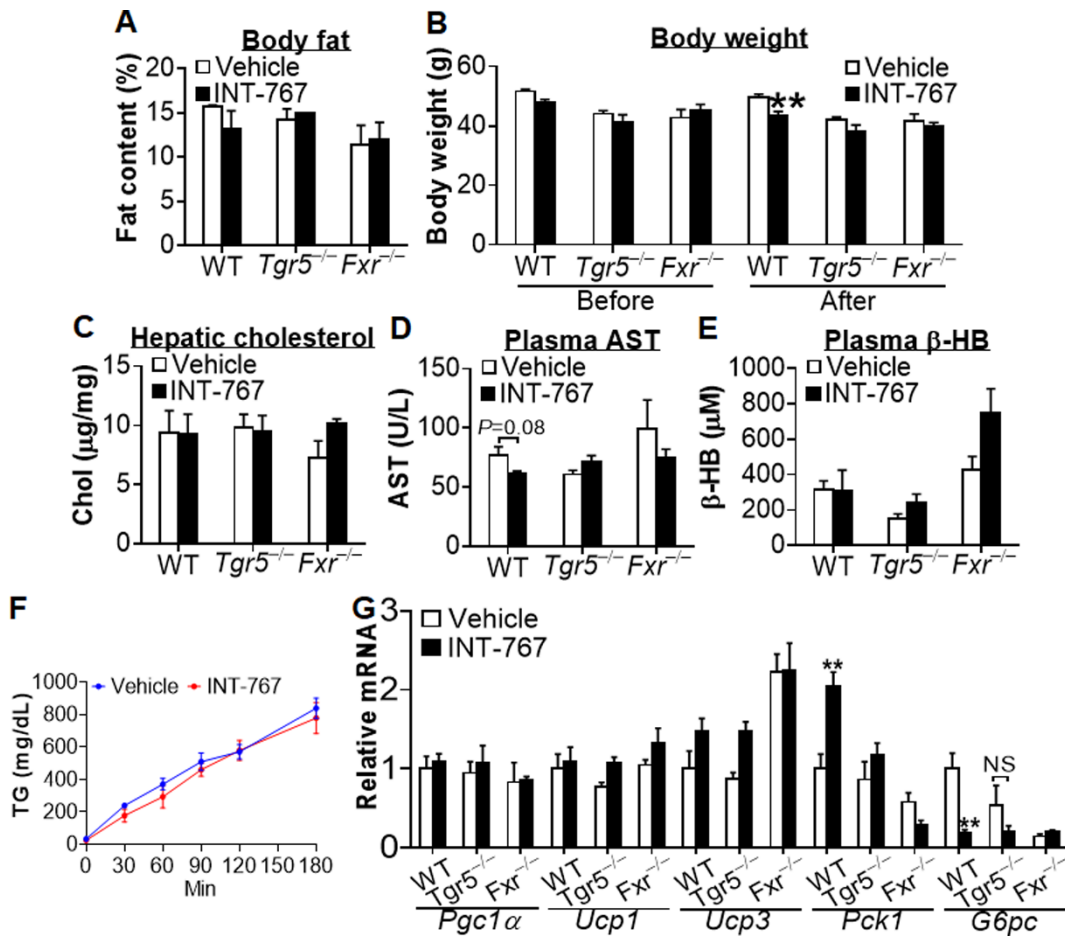 A
Body fat
Vehicle
INT-767
Fat content (%)
20
15
10
5
0
WT
Tgr5⁻/⁻
Fxr⁻/⁻
B
Body weight
Vehicle
INT-767
Body weight (g)
60
40
20
0
**
WT
Tgr5⁻/⁻
Fxr⁻/⁻
WT
Tgr5⁻/⁻
Fxr⁻/⁻
Before
After
C
Hepatic cholesterol
Vehicle
INT-767
Chol (µg/mg)
15
10
5
0
WT
Tgr5⁻/⁻
Fxr⁻/⁻
D
Plasma AST
Vehicle
INT-767
AST (U/L)
150
100
50
0
P=0.08
WT
Tgr5⁻/⁻
Fxr⁻/⁻
E
Plasma β-HB
Vehicle
INT-767
β-HB (µM)
1000
800
600
400
200
0
WT
Tgr5⁻/⁻
Fxr⁻/⁻
F
Vehicle
INT-767
TG (mg/dL)
1000
800
600
400
200
0
0 30 60 90 120 150 180
Min
G
Vehicle
INT-767
Relative mRNA
3
2
1
0
**
**
NS
WT
Tgr5⁻/⁻
Fxr⁻/⁻
WT
Tgr5⁻/⁻
Fxr⁻/⁻
WT
Tgr5⁻/⁻
Fxr⁻/⁻
WT
Tgr5⁻/⁻
Fxr⁻/⁻
WT
Tgr5⁻/⁻
Fxr⁻/⁻
Pgc1α
Ucp1
Ucp3
Pck1
G6pc